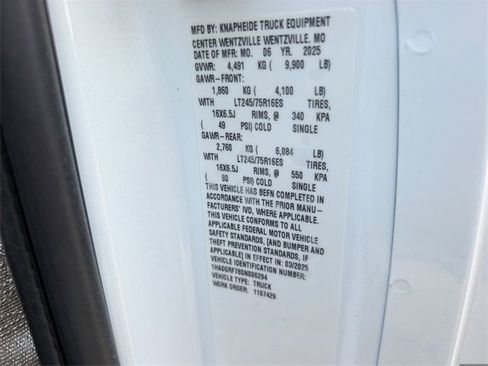 MFD. BY: KNAPHEIDE TRUCK EQUIPMENT
CENTER WENTZVILLE WENTZVILLE, MO
DATE OF MFR: MO. 06 YR. 2025
GVWR: 4,491 KG ( 9,900 LB)
GAWR-FRONT:
1,860 KG ( 4,100 LB)
WITH LT245/75R16ES TIRES,
16X6.5J RIMS, @ 340 KPA
( 49 PSI) COLD SINGLE
GAWR-REAR:
2,760 KG ( 6,084 LB)
WITH LT245/75R16ES TIRES,
16X6.5J RIMS, @ 550 KPA
( 80 PSI) COLD SINGLE
THIS VEHICLE HAS BEEN COMPLETED IN
ACCORDANCE WITH THE PRIOR MANU-
FACTURERS' IVD, WHERE APPLICABLE.
THIS VEHICLE CONFORMS TO ALL
APPLICABLE FEDERAL MOTOR VEHICLE
SAFETY STANDARDS, [AND BUMPER AND
THEFT PREVENTION STANDARDS, IF
APPLICABLE] IN EFFECT IN: 03/2025
VEHICLE IDENTIFICATION NUMBER:
VEHICLE TYPE: TRUCK
WORK ORDER: 1187429